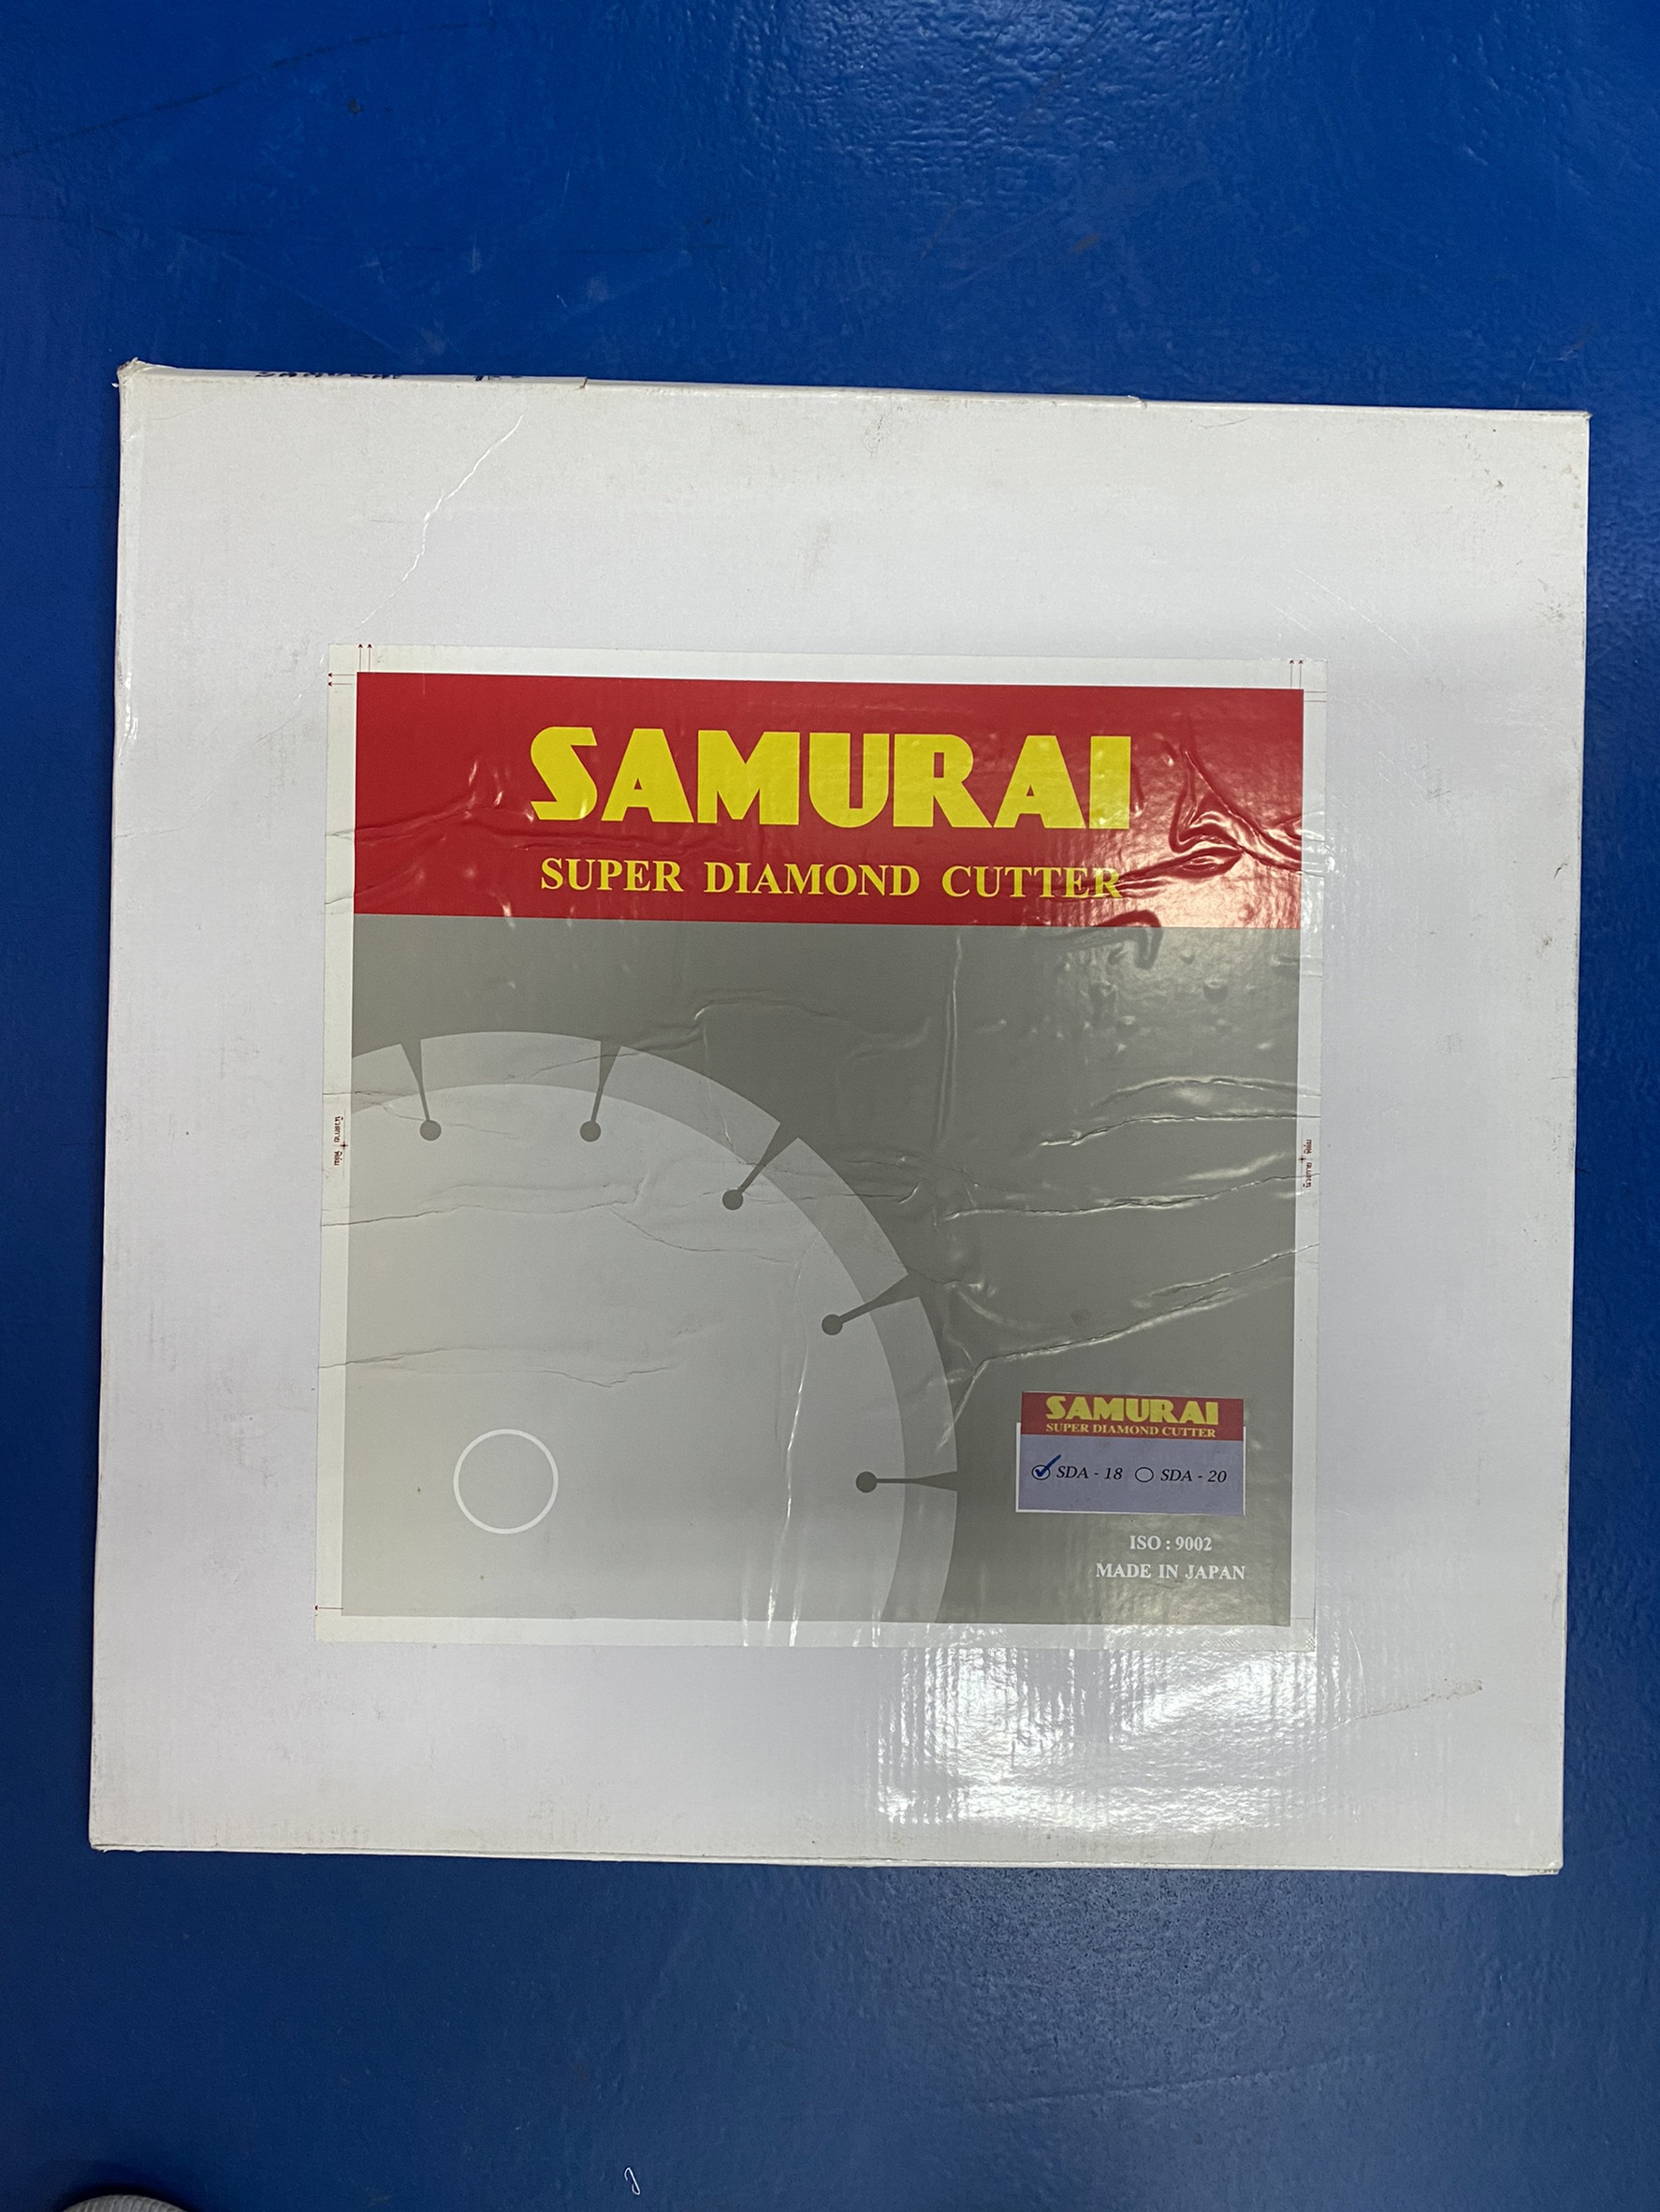 SAMURAI
SUPER DIAMOND CUTTER
SAMURAI
SUPER DIAMOND CUTTER
SDA - 18 SDA - 20
ISO : 9002
MADE IN JAPAN